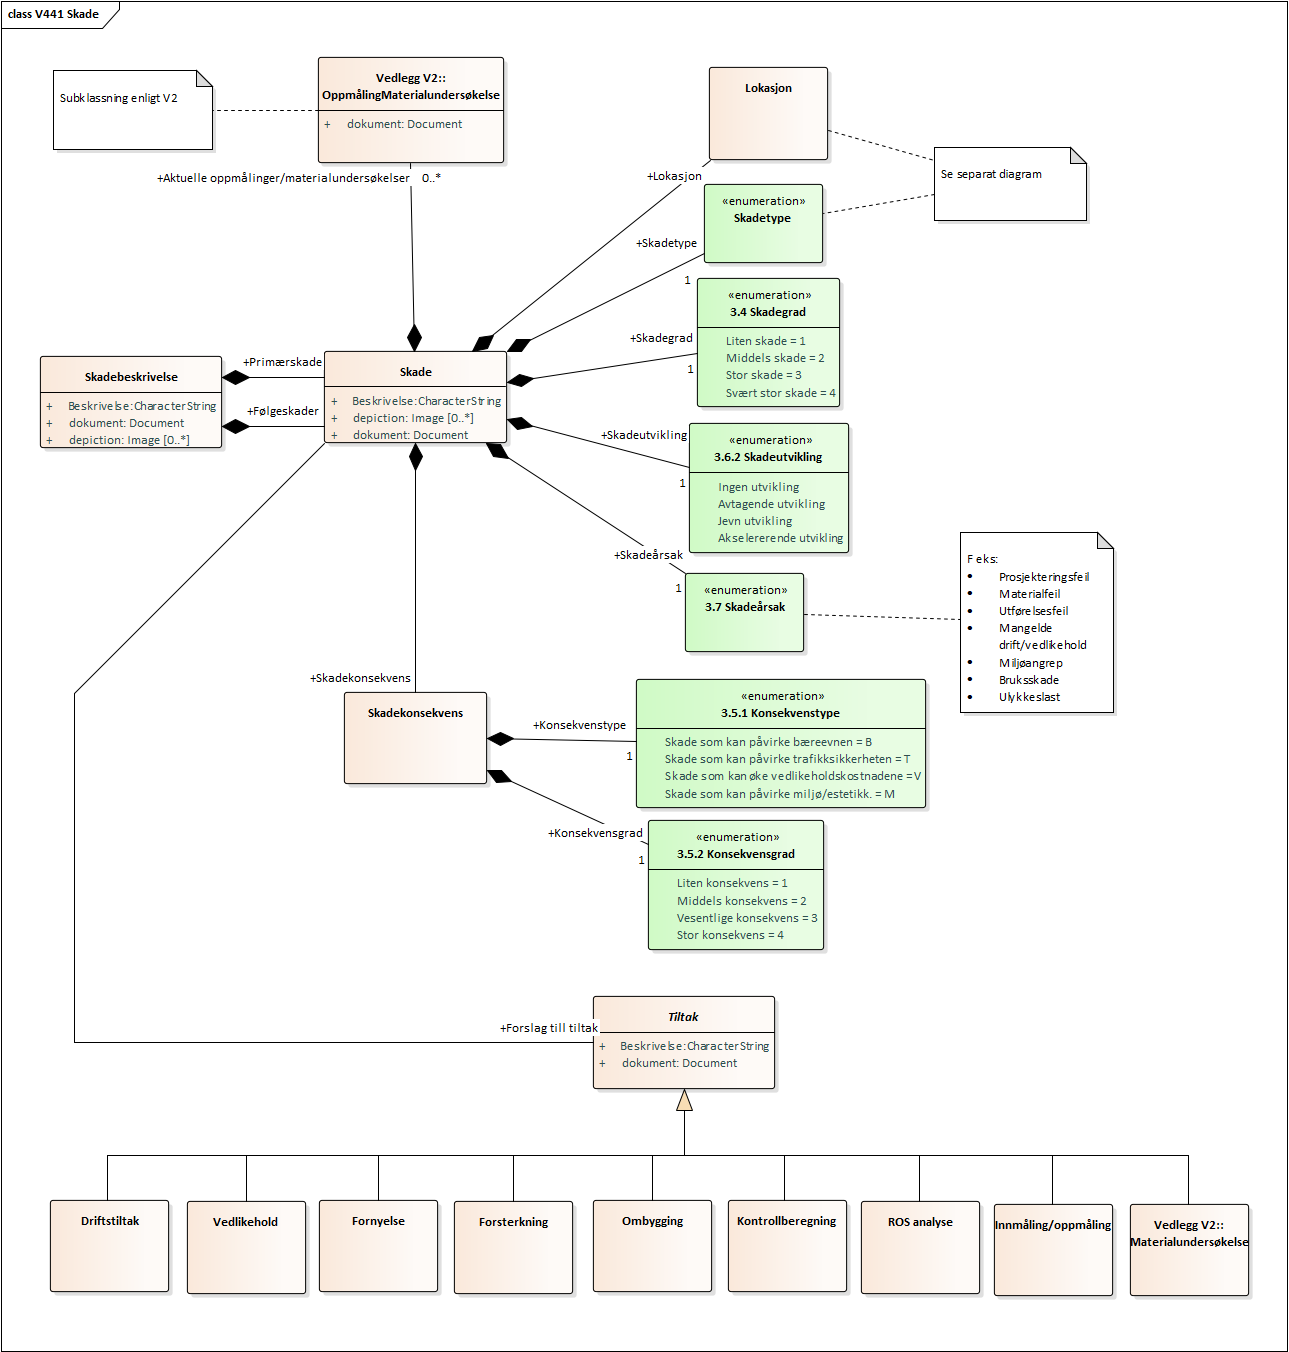 class V441 Skade
Subklassning enligt V2
Vedlegg V2::
OppmålingMaterialundersøkelse
+ dokument: Document
+Aktuelle oppmålinger/materialundersøkelser 0..*
Lokasjon
+Lokasjon
Se separat diagram
«enumeration»
Skadetype
+Skadetype
1
«enumeration»
3.4 Skadegrad
Liten skade = 1
Middels skade = 2
Stor skade = 3
Svært stor skade = 4
+Skadegrad
1
Skadebeskrivelse
+ Beskrivelse:CharacterString
+ dokument: Document
+ depiction: Image [0..*]
+Primærskade
+Følgeskader
Skade
+ Beskrivelse:CharacterString
+ depiction: Image [0..*]
+ dokument: Document
+Skadeutvikling
1
«enumeration»
3.6.2 Skadeutvikling
Ingen utvikling
Avtagende utvikling
Jevn utvikling
Akselererende utvikling
+Skadeårsak
1
«enumeration»
3.7 Skadeårsak
F eks:
• Prosjekteringsfeil
• Materialfeil
• Utførelsesfeil
• Mangelde
drift/vedlikehold
• Miljøangrep
• Bruksskade
• Ulykkeslast
+Skadekonsekvens
Skadekonsekvens
+Konsekvenstype
1
«enumeration»
3.5.1 Konsekvenstype
Skade som kan påvirke bæreevnen = B
Skade som kan påvirke trafikksikkerheten = T
Skade som kan øke vedlikeholdskostnadene =V
Skade som kan påvirke miljø/estetikk. = M
+Konsekvensgrad
1
«enumeration»
3.5.2 Konsekvensgrad
Liten konsekvens = 1
Middels konsekvens = 2
Vesentlige konsekvens = 3
Stor konsekvens = 4
+Forslag till tiltak
Tiltak
+ Beskrivelse:CharacterString
+ dokument: Document
Driftstiltak
Vedlikehold
Fornyelse
Forsterkning
Ombygging
Kontrollberegning
ROS analyse
Innmåling/oppmåling
Vedlegg V2::
Materialundersøkelse